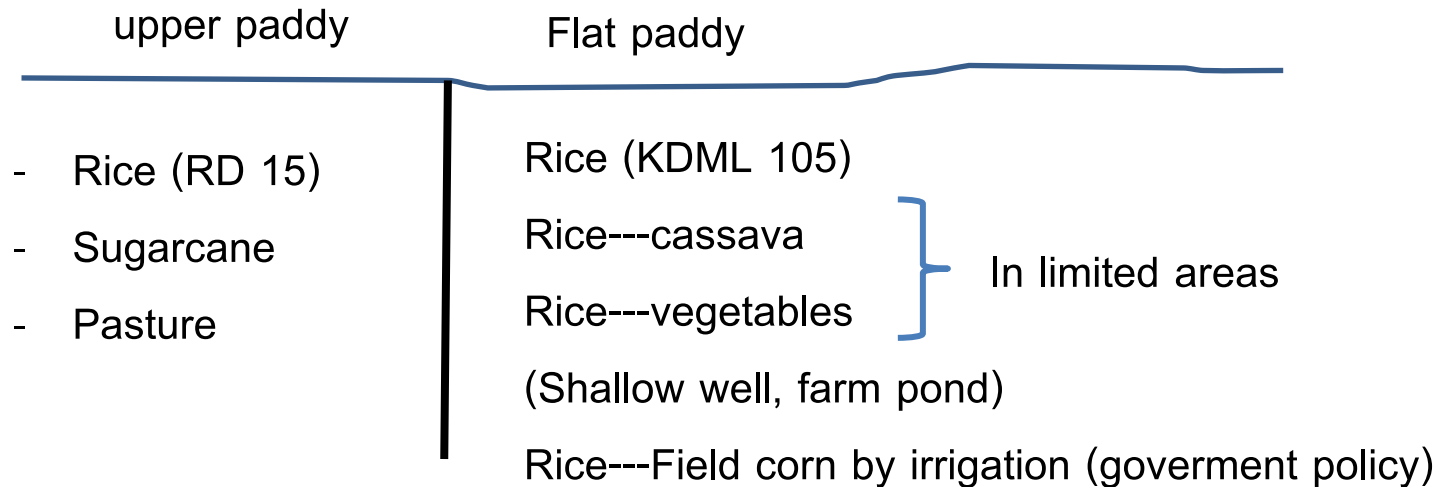 upper paddy
Flat paddy
- Rice (RD 15)
- Sugarcane
- Pasture
Rice (KDML 105)
Rice---cassava
Rice---vegetables
In limited areas
(Shallow well, farm pond)
Rice---Field corn by irrigation (goverment policy)